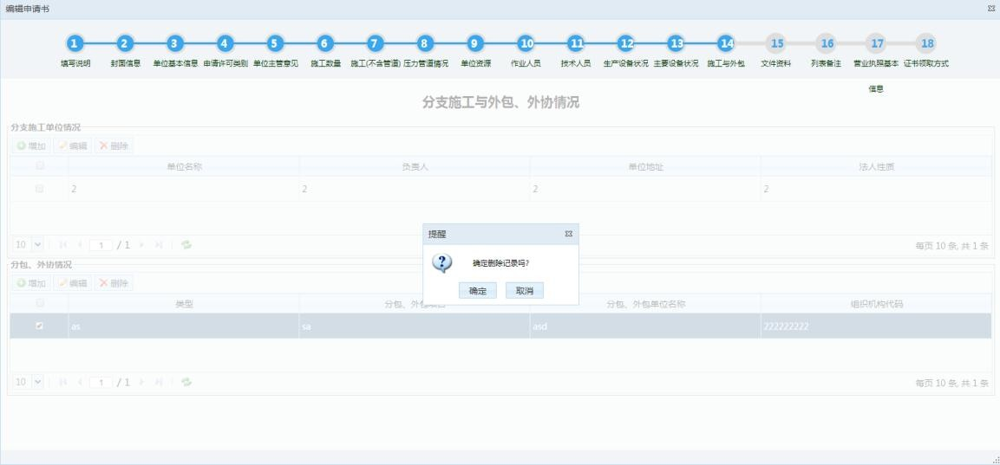 编辑申请书
1 2 3 4 5 6 7 8 9 10 11 12 13 14 15 16 17 18
填写说明 封面信息 单位基本信息 申请许可类别 单位主管意见 施工数量 施工(不含管道) 压力管道情况 单位资源 作业人员 技术人员 生产设备状况 主要设备状况 施工与外包 文件资料 列表备注 营业执照基本 证书领取方式
信息
分支施工与外包、外协情况
分支施工单位情况
增加 编辑 删除
单位名称 负责人 单位地址 法人性质
2 2 2 2
10 1 / 1 每页 10 条, 共 1 条
提醒
确定删除记录吗?
确定 取消
分包、外协情况
增加 编辑 删除
类型 分包、外包项目 分包、外包单位名称 组织机构代码
as sa asd 222222222
10 1 / 1 每页 10 条, 共 1 条